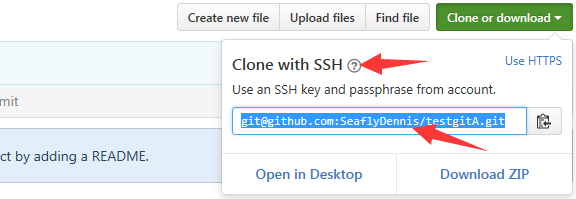 Create new file Upload files Find file Clone or download
Clone with SSH ? Use HTTPS
mit
Use an SSH key and passphrase from account.
git@github.com:SeaflyDennis/testgitA.git
ct by adding a README.
Open in Desktop Download ZIP